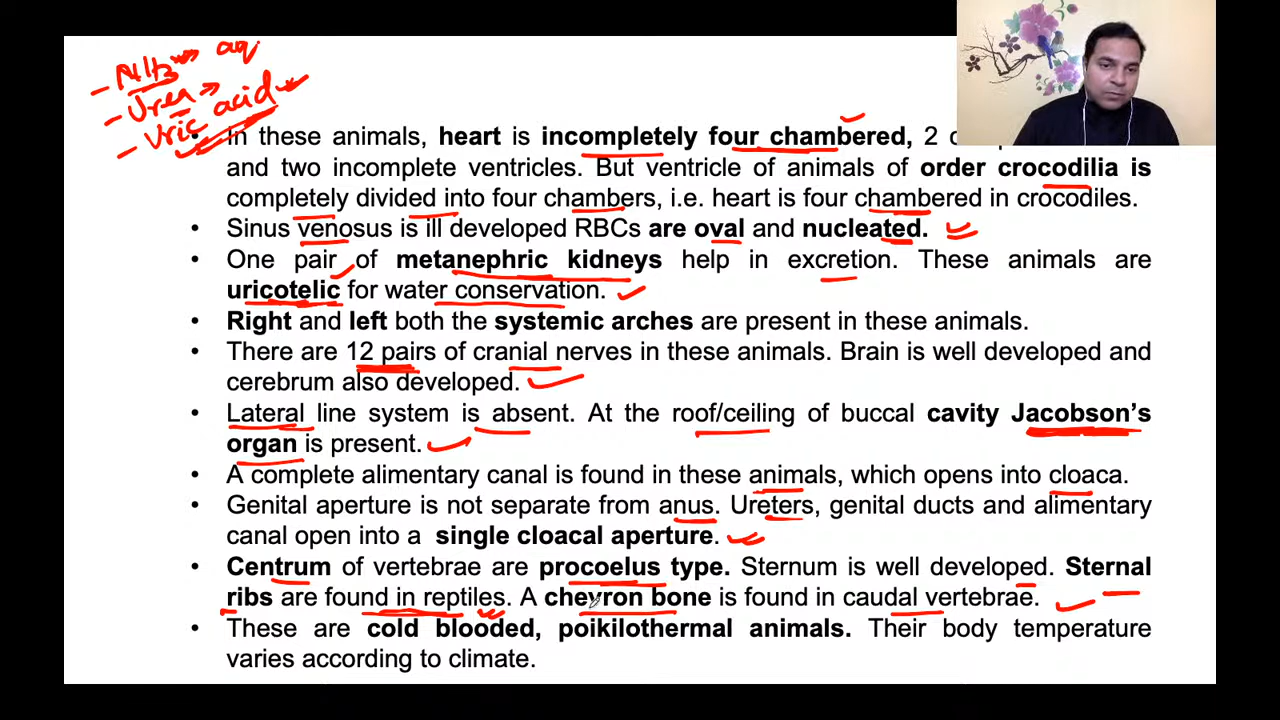 - NH3 → aq
- Urea →
- Uric acid
• In these animals, heart is incompletely four chambered, 2
and two incomplete ventricles. But ventricle of animals of order crocodilia is
completely divided into four chambers, i.e. heart is four chambered in crocodiles.
• Sinus venosus is ill developed RBCs are oval and nucleated.
• One pair of metanephric kidneys help in excretion. These animals are
uricotelic for water conservation.
• Right and left both the systemic arches are present in these animals.
• There are 12 pairs of cranial nerves in these animals. Brain is well developed and
cerebrum also developed.
• Lateral line system is absent. At the roof/ceiling of buccal cavity Jacobson's
organ is present.
• A complete alimentary canal is found in these animals, which opens into cloaca.
• Genital aperture is not separate from anus. Ureters, genital ducts and alimentary
canal open into a single cloacal aperture.
• Centrum of vertebrae are procoelus type. Sternum is well developed. Sternal
ribs are found in reptiles. A chevron bone is found in caudal vertebrae.
• These are cold blooded, poikilothermal animals. Their body temperature
varies according to climate.